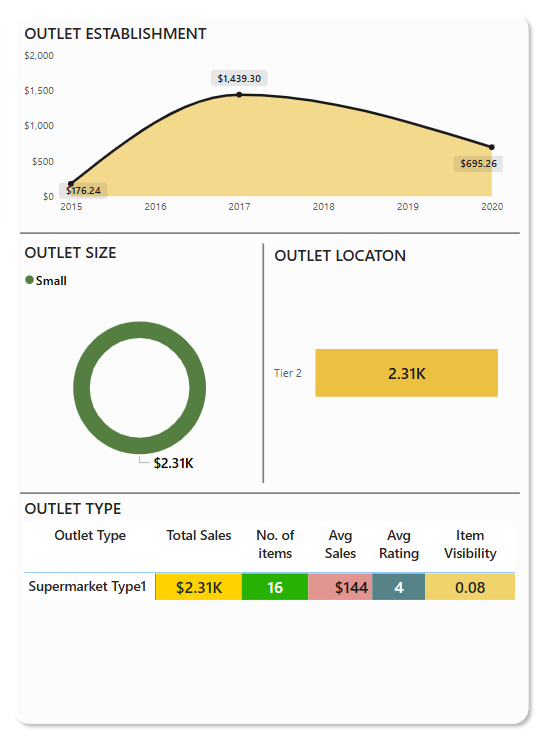 OUTLET ESTABLISHMENT
$2,000
$1,500
$1,000
$500
$0
$1,439.30
$176.24
$695.26
2015 2016 2017 2018 2019 2020
OUTLET SIZE
Small
$2.31K
OUTLET LOCATON
Tier 2
2.31K
OUTLET TYPE
Outlet Type Total Sales No. of items Avg Sales Avg Rating Item Visibility
Supermarket Type1 $2.31K 16 $144 4 0.08